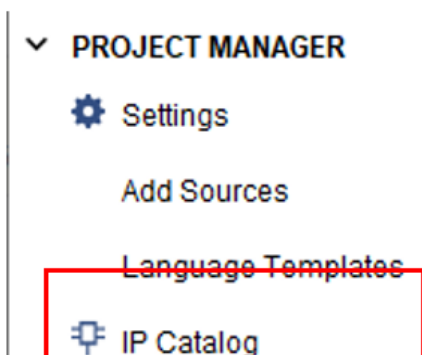 PROJECT MANAGER
Settings
Add Sources
Language Templates
IP Catalog